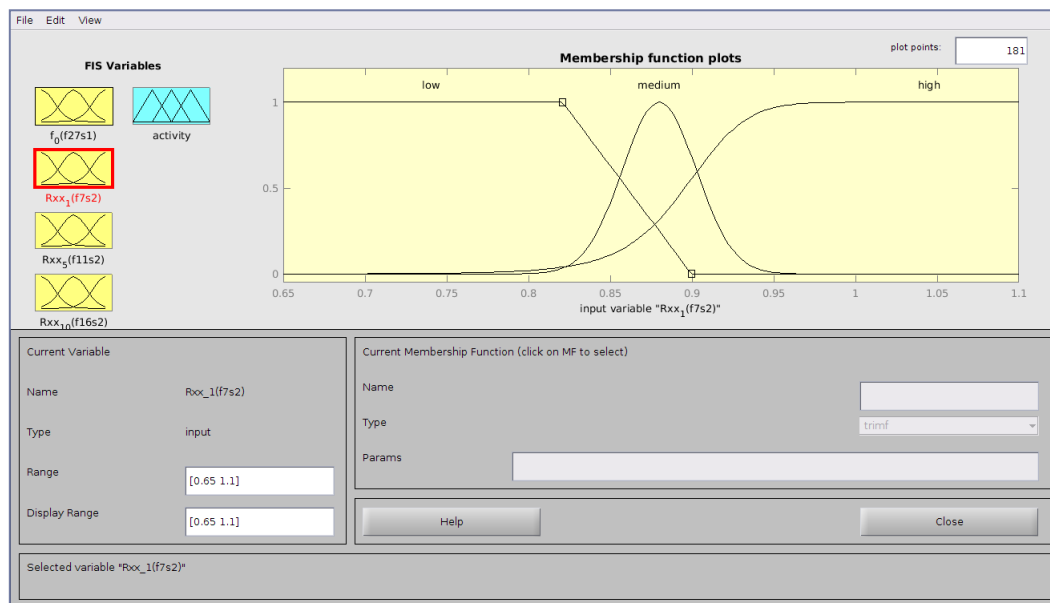 File Edit View
plot points: 181
FIS Variables
f0(f27s1)
activity
Rxx1(f7s2)
Rxx5(f11s2)
Rxx10(f16s2)
Membership function plots
low medium high
1
0.5
0
0.65 0.7 0.75 0.8 0.85 0.9 0.95 1 1.05 1.1
input variable "Rxx1(f7s2)"
Current Variable
Name Rxx_1(f7s2)
Type input
Range [0.65 1.1]
Display Range [0.65 1.1]
Current Membership Function (click on MF to select)
Name
Type trimf
Params
Help Close
Selected variable "Rxx_1(f7s2)"